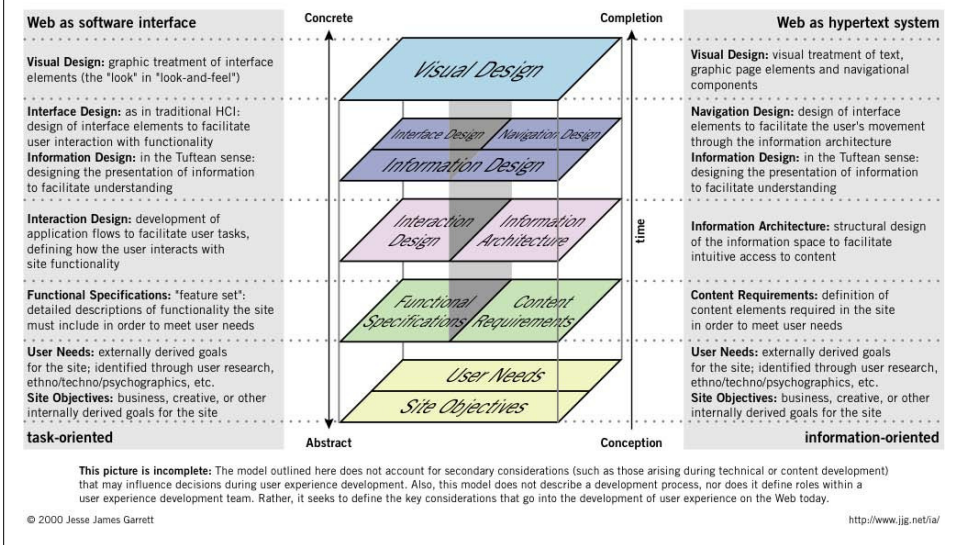 Web as software interface
Visual Design: graphic treatment of interface
elements (the "look" in "look-and-feel")
Interface Design: as in traditional HCI:
design of interface elements to facilitate
user interaction with functionality
Information Design: in the Tuftean sense:
designing the presentation of information
to facilitate understanding
Interaction Design: development of
application flows to facilitate user tasks,
defining how the user interacts with
site functionality
Functional Specifications: "feature set":
detailed descriptions of functionality the site
must include in order to meet user needs
User Needs: externally derived goals
for the site; identified through user research,
ethno/techno/psychographics, etc.
Site Objectives: business, creative, or other
internally derived goals for the site
task-oriented
Concrete
Completion
Visual Design
Interface Design
Navigation Design
Information Design
Interaction
Design
Information
Architecture
time
Functional
Specifications
Content
Requirements
User Needs
Site Objectives
Abstract
Conception
Web as hypertext system
Visual Design: visual treatment of text,
graphic page elements and navigational
components
Navigation Design: design of interface
elements to facilitate the user's movement
through the information architecture
Information Design: in the Tuftean sense:
designing the presentation of information
to facilitate understanding
Information Architecture: structural design
of the information space to facilitate
intuitive access to content
Content Requirements: definition of
content elements required in the site
in order to meet user needs
User Needs: externally derived goals
for the site; identified through user research,
ethno/techno/psychographics, etc.
Site Objectives: business, creative, or other
internally derived goals for the site
information-oriented
This picture is incomplete: The model outlined here does not account for secondary considerations (such as those arising during technical or content development)
that may influence decisions during user experience development. Also, this model does not describe a development process, nor does it define roles within a
user experience development team. Rather, it seeks to define the key considerations that go into the development of user experience on the Web today.
© 2000 Jesse James Garrett
http://www.jjg.net/ia/